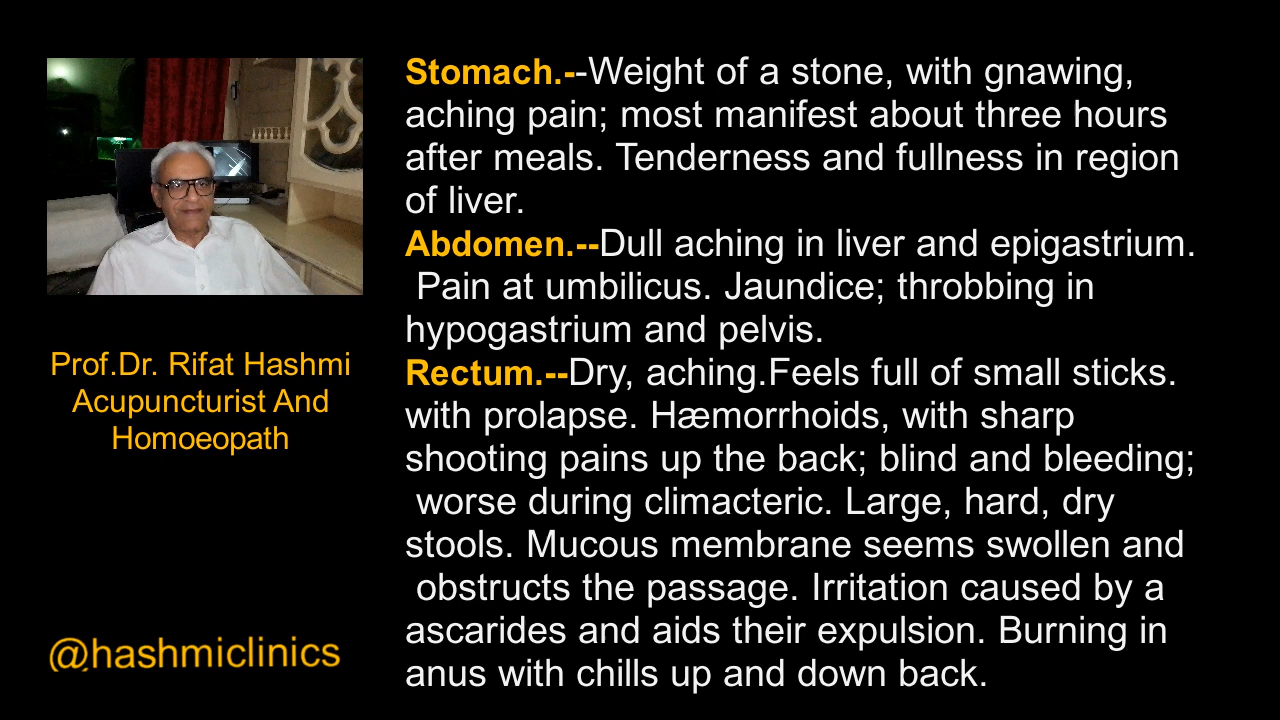 Prof.Dr. Rifat Hashmi
Acupuncturist And
Homoeopath
@hashmiclinics
Stomach.--Weight of a stone, with gnawing,
aching pain; most manifest about three hours
after meals. Tenderness and fullness in region
of liver.
Abdomen.--Dull aching in liver and epigastrium.
Pain at umbilicus. Jaundice; throbbing in
hypogastrium and pelvis.
Rectum.--Dry, aching.Feels full of small sticks.
with prolapse. Hæmorrhoids, with sharp
shooting pains up the back; blind and bleeding;
worse during climacteric. Large, hard, dry
stools. Mucous membrane seems swollen and
obstructs the passage. Irritation caused by a
ascarides and aids their expulsion. Burning in
anus with chills up and down back.